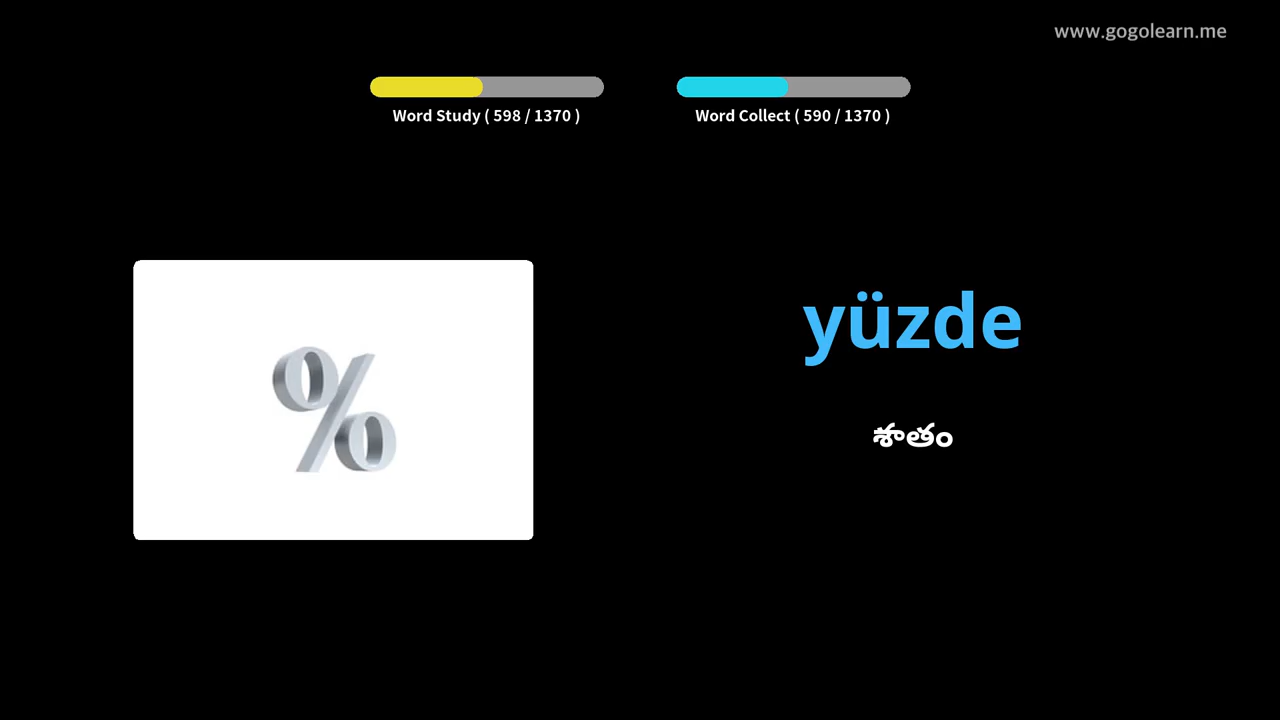 www.gogolearn.me
Word Study ( 598 / 1370 )
Word Collect ( 590 / 1370 )
%
yüzde
శాతం